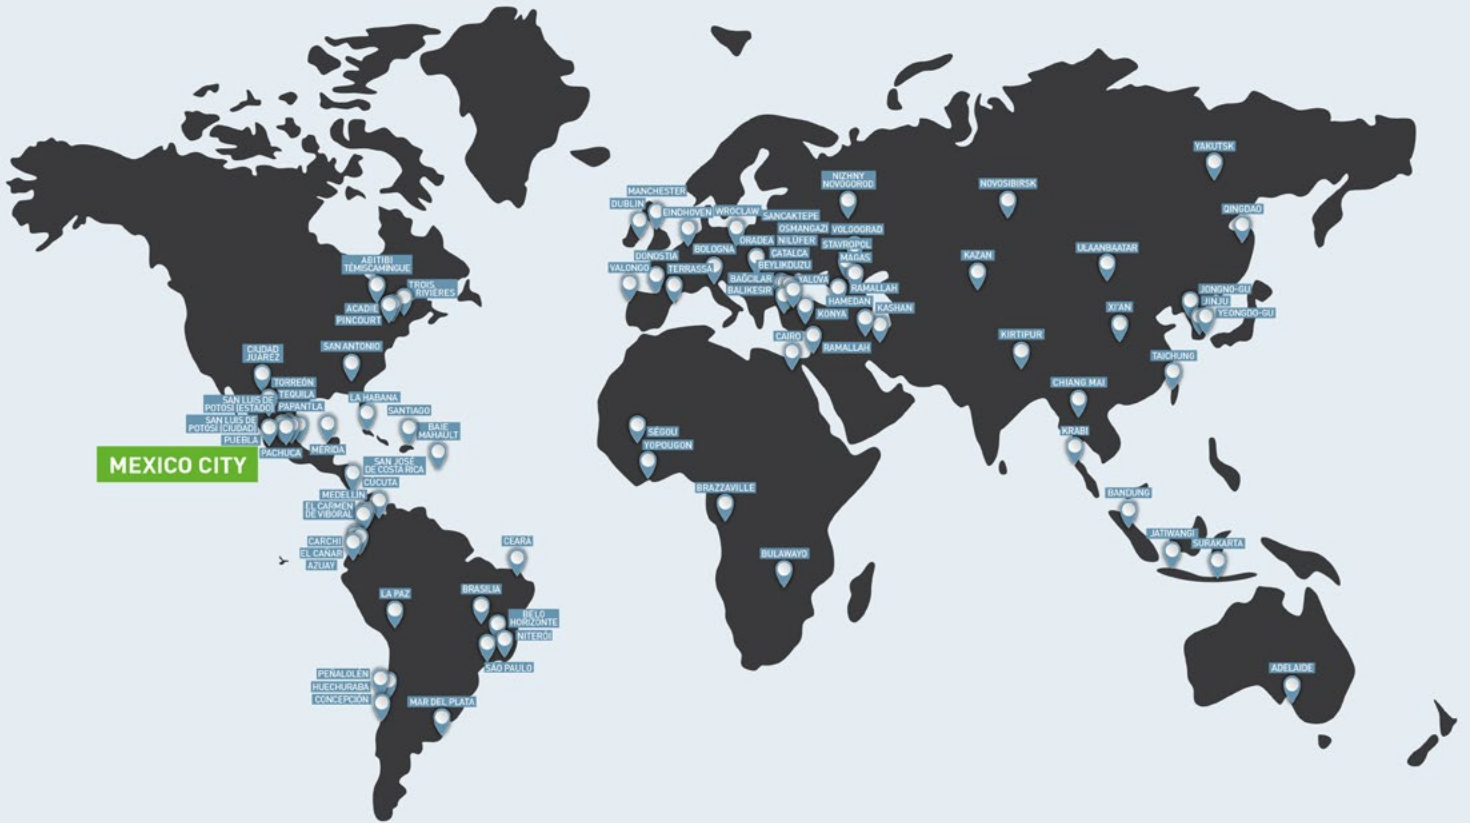 YAKUTSK
NIZHNY
NOVOGOROD
NOVOSIBIRSK
MANCHESTER
DUBLIN
EINDHOVEN
WROCLAW
SANCAKTEPE
QINGDAO
OSMANGAZI
VOLGOGRAD
ORADEA
NILÜFER
STAVROPOL
BOLOGNA
ÇATALCA
MAGAS
KAZAN
ULAANBAATAR
DONOSTIA
BEYLIKDUZU
VALONGO
TERRASSA
BAĞCILAR
YALOVA
BALIKESIR
RAMALLAH
HAMEDAN
KASHAN
KONYA
JONGNO-GU
JINJU
YEONGDO-GU
XI'AN
CAIRO
RAMALLAH
KIRTIPUR
TAICHUNG
CHIANG MAI
KRABI
ABITIBI
TÉMISCAMINGUE
TROIS
RIVIÈRES
ACADIE
PINCOURT
SAN ANTONIO
CIUDAD
JUÁREZ
TORREÓN
TEQUILA
SAN LUIS DE
POTOSÍ (ESTADO)
PAPANTLA
LA HABANA
SANTIAGO
SAN LUIS DE
POTOSÍ (CIUDAD)
BAIE
MAHAULT
PUEBLA
PACHUCA
MÉRIDA
MEXICO CITY
SAN JOSÉ
DE COSTA RICA
CUCUTA
MEDELLÍN
EL CARMEN
DE VIBORAL
CARCHI
EL CAÑAR
AZUAY
CEARA
SÉGOU
YOPOUGON
BRAZZAVILLE
BULAWAYO
BANDUNG
JATIWANGI
SURAKARTA
LA PAZ
BRASILIA
BELO
HORIZONTE
NITERÓI
SÃO PAULO
PEÑALOLÉN
HUECHURABA
CONCEPCIÓN
MAR DEL PLATA
ADELAIDE